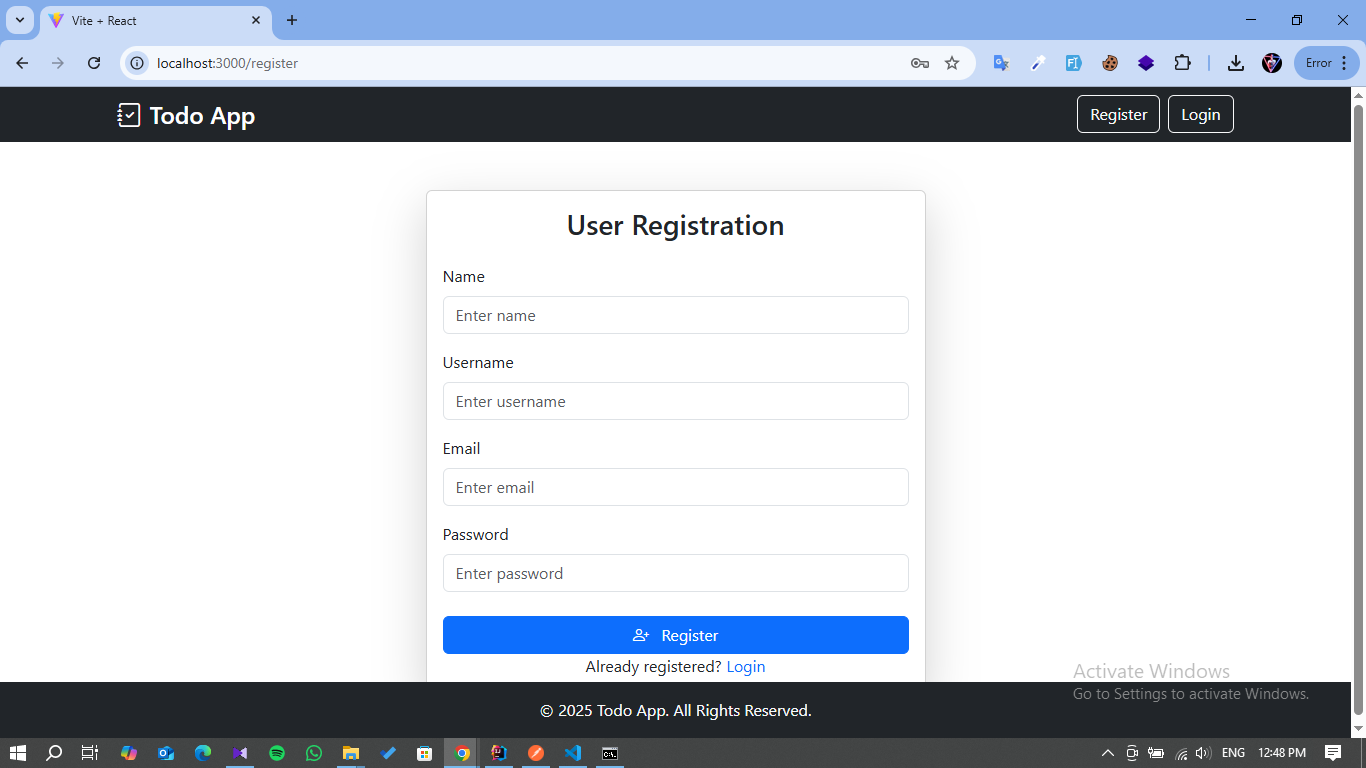 Vite + React
localhost:3000/register
Error
Todo App
Register
Login
User Registration
Name
Enter name
Username
Enter username
Email
Enter email
Password
Enter password
Register
Already registered? Login
Activate Windows
Go to Settings to activate Windows.
© 2025 Todo App. All Rights Reserved.
ENG
12:48 PM